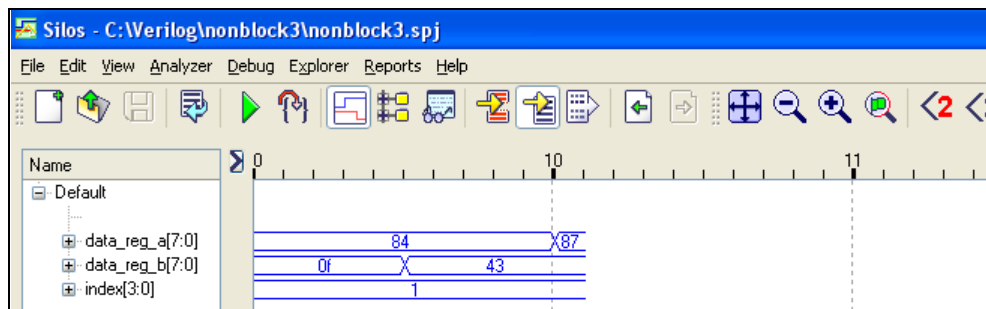 Silos - C:\Verilog\nonblock3\nonblock3.spj
File Edit View Analyzer Debug Explorer Reports Help
2
Name 0 10 11
Default
data_reg_a[7:0] 84 87
data_reg_b[7:0] 0f 43
index[3:0] 1